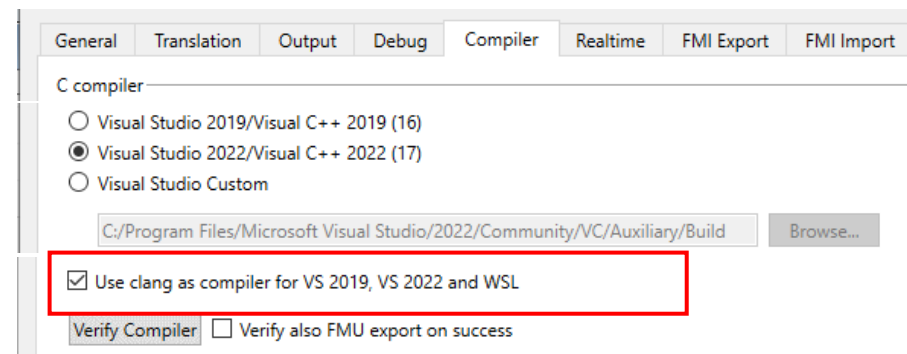 General Translation Output Debug Compiler Realtime FMI Export FMI Import
C compiler
Visual Studio 2019/Visual C++ 2019 (16)
Visual Studio 2022/Visual C++ 2022 (17)
Visual Studio Custom
C:/Program Files/Microsoft Visual Studio/2022/Community/VC/Auxiliary/Build Browse...
Use clang as compiler for VS 2019, VS 2022 and WSL
Verify Compiler Verify also FMU export on success